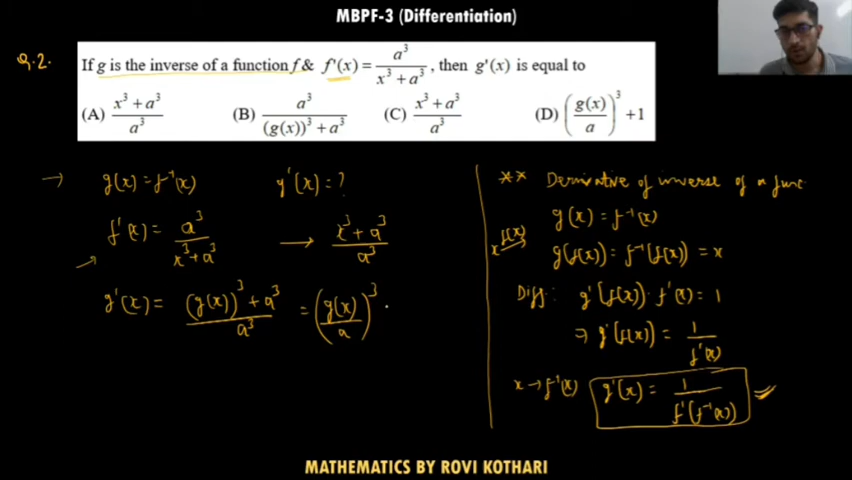 MBPF-3 (Differentiation)
Q.2.
If g is the inverse of a function f & f'(x) = a³/(x³ + a³), then g'(x) is equal to
(A) (x³ + a³)/a³ (B) a³/((g(x))³ + a³) (C) (x³ + a³)/a³ (D) (g(x)/a)³ + 1
→ g(x) = f⁻¹(x) g'(x) = ?
f'(x) = a³/(x³ + a³) → (x³ + a³)/a³
g'(x) = ((g(x))³ + a³)/a³ = (g(x)/a)³
** Derivative of inverse of a func
g(x) = f⁻¹(x)
x → f(x)
g(f(x)) = f⁻¹(f(x)) = x
Diff: g'(f(x)) · f'(x) = 1
⇒ g'(f(x)) = 1/f'(x)
x → f⁻¹(x) g'(x) = 1/f'(f⁻¹(x))
MATHEMATICS BY ROVI KOTHARI